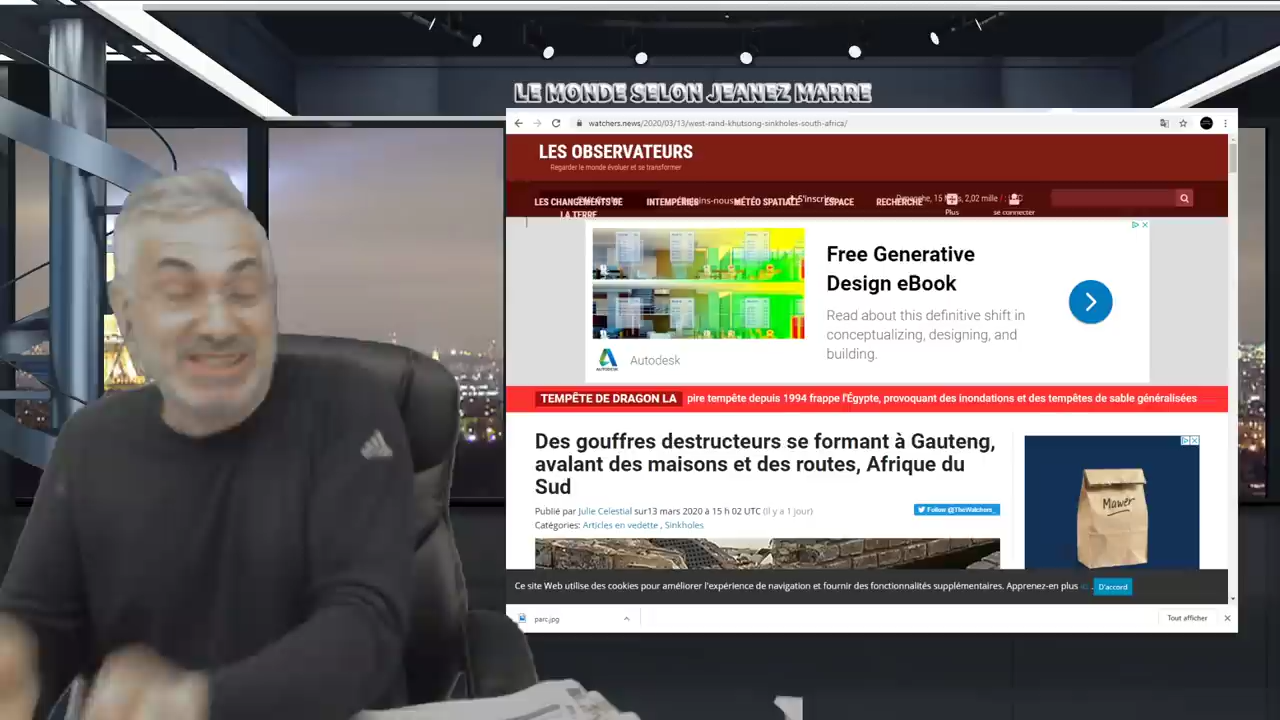 LE MONDE SELON JEANEZ MARRE
watchers.news/2020/03/13/west-rand-khutsong-sinkholes-south-africa/
LES OBSERVATEURS
Regarder le monde évoluer et se transformer
LES CHANGEMENTS DE
LA TERRE
INTEMPÉRIES
MÉTÉO SPATIALE
S'inscrire
ESPACE
RECHERCHE
Plus
se connecter
Free Generative
Design eBook
Read about this definitive shift in
conceptualizing, designing, and
building.
AUTODESK
Autodesk
TEMPÊTE DE DRAGON LA pire tempête depuis 1994 frappe l'Égypte, provoquant des inondations et des tempêtes de sable généralisées
Des gouffres destructeurs se formant à Gauteng,
avalant des maisons et des routes, Afrique du
Sud
Publié par Julie Celestial sur13 mars 2020 à 15 h 02 UTC (il y a 1 jour)
Follow @TheWatchers_
Catégories: Articles en vedette , Sinkholes
Mawer
Ce site Web utilise des cookies pour améliorer l'expérience de navigation et fournir des fonctionnalités supplémentaires. Apprenez-en plus
D'accord
parc.jpg
Tout afficher